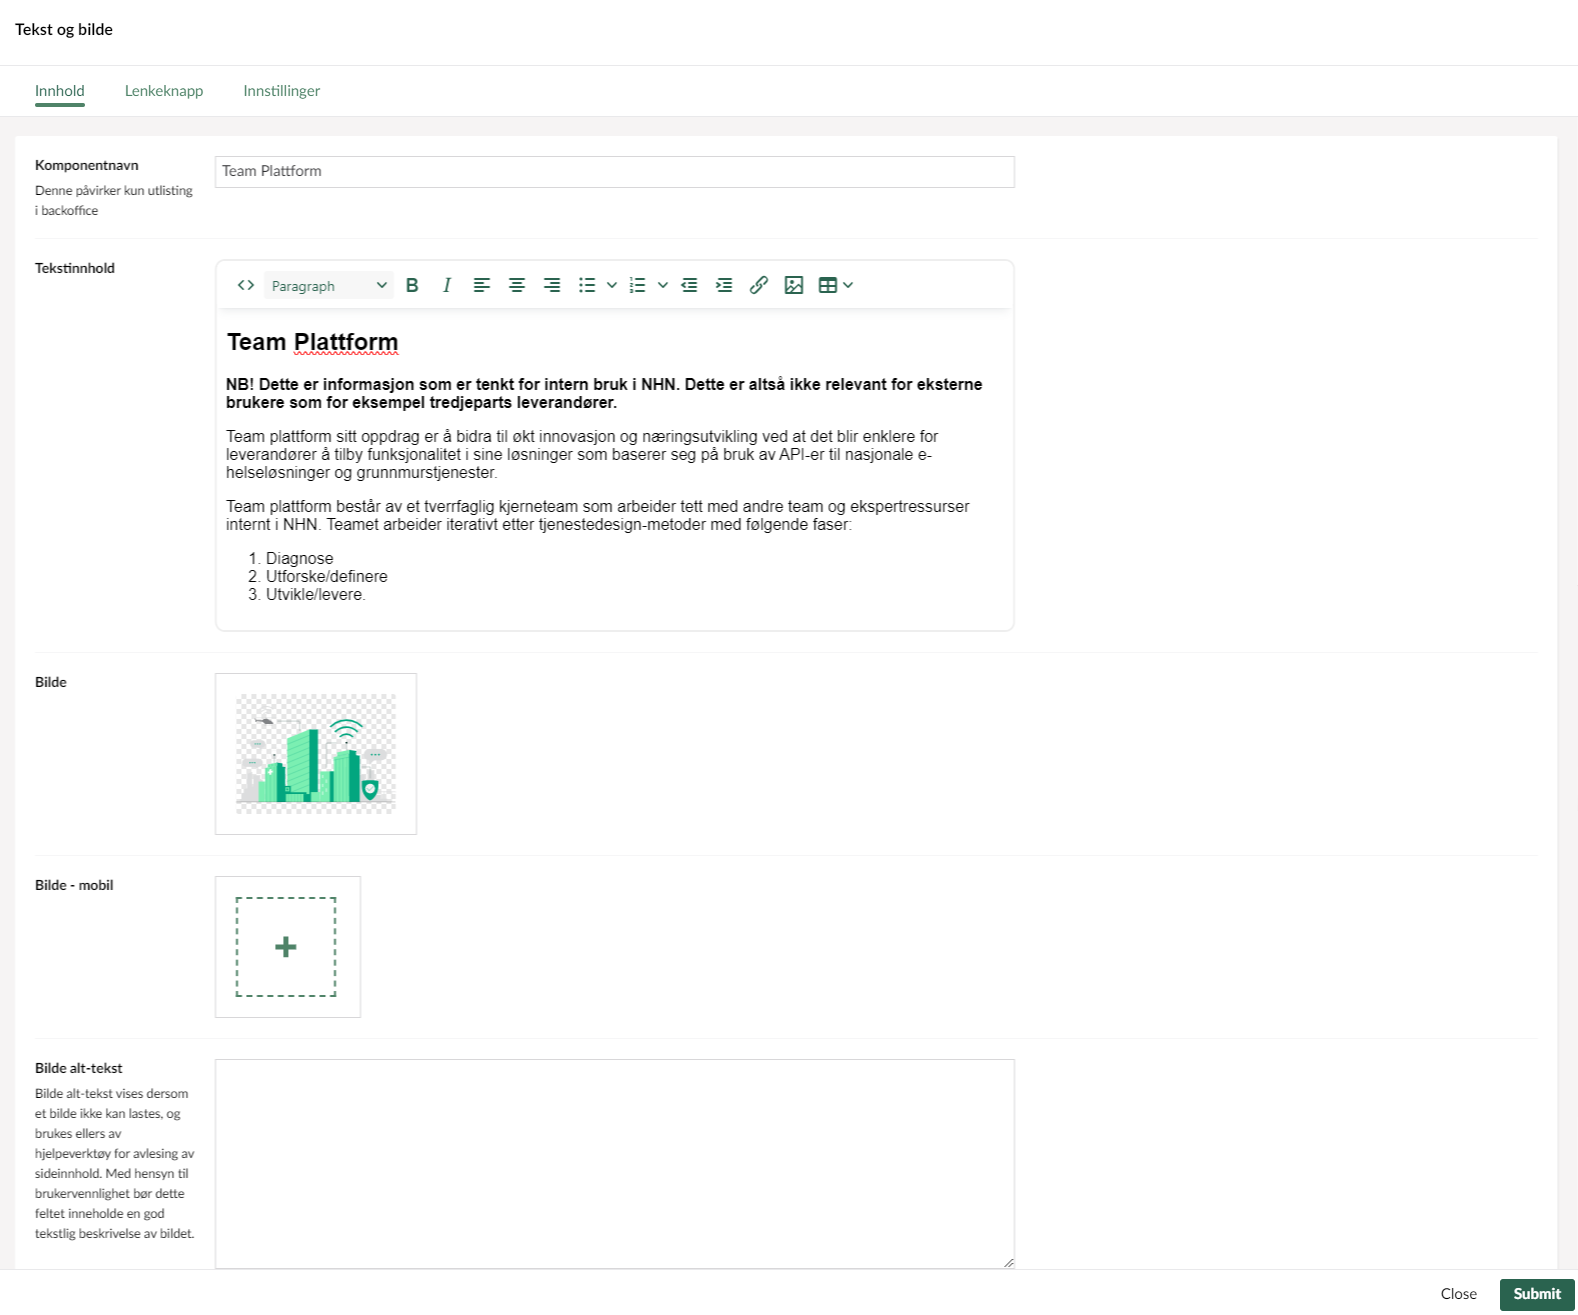 Tekst og bilde
Innhold
Lenkeknapp
Innstillinger
Komponentnavn
Denne påvirker kun utlisting
i backoffice
Team Plattform
Tekstinnhold
Paragraph
Team Plattform
NB! Dette er informasjon som er tenkt for intern bruk i NHN. Dette er altså ikke relevant for eksterne
brukere som for eksempel tredjeparts leverandører.
Team plattform sitt oppdrag er å bidra til økt innovasjon og næringsutvikling ved at det blir enklere for
leverandører å tilby funksjonalitet i sine løsninger som baserer seg på bruk av API-er til nasjonale e-
helseløsninger og grunnmurstjenester.
Team plattform består av et tverrfaglig kjerneteam som arbeider tett med andre team og ekspertressurser
internt i NHN. Teamet arbeider iterativt etter tjenestedesign-metoder med følgende faser:
1. Diagnose
2. Utforske/definere
3. Utvikle/levere.
Bilde
Bilde - mobil
Bilde alt-tekst
Bilde alt-tekst vises dersom
et bilde ikke kan lastes, og
brukes ellers av
hjelpeverktøy for avlesing av
sideinnhold. Med hensyn til
brukervennlighet bør dette
feltet inneholde en god
tekstlig beskrivelse av bildet.
Close
Submit